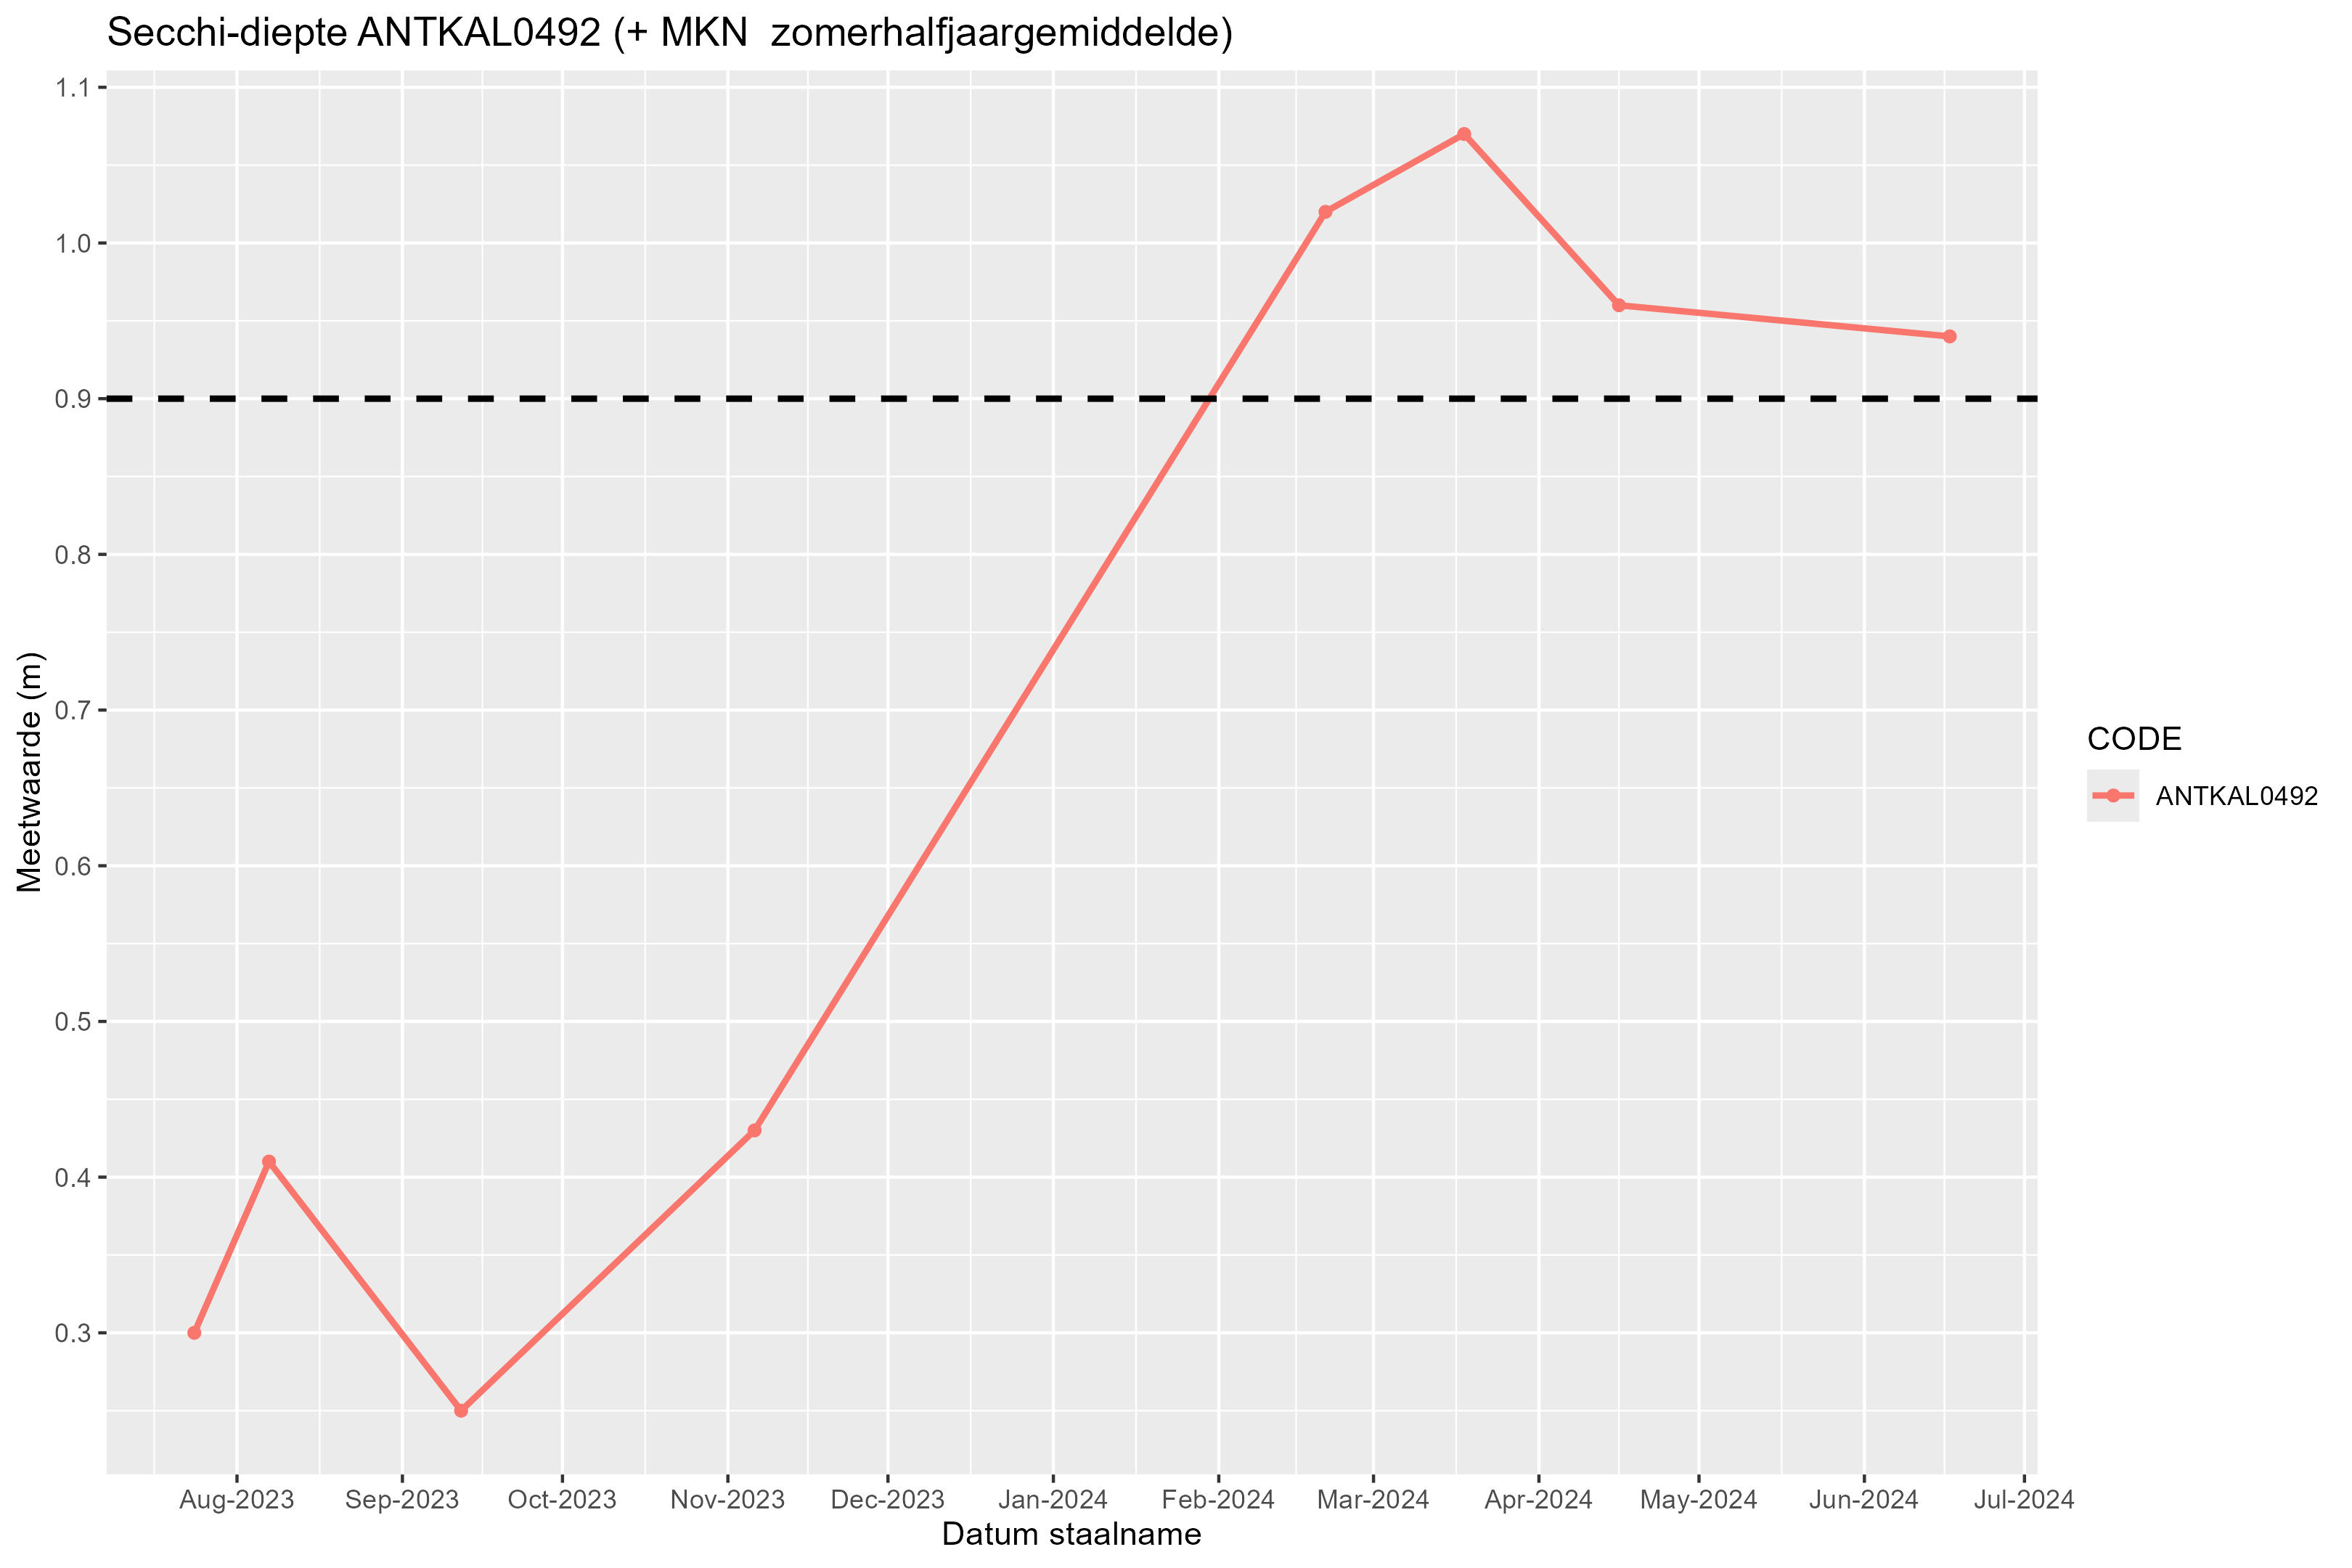 Secchi-diepte ANTKAL0492 (+ MKN  zomerhalfjaargemiddelde)
Meetwaarde (m)
1.1
1.0
0.9
0.8
0.7
0.6
0.5
0.4
0.3
Aug-2023 Sep-2023 Oct-2023 Nov-2023 Dec-2023 Jan-2024 Feb-2024 Mar-2024 Apr-2024 May-2024 Jun-2024 Jul-2024
Datum staalname
CODE
ANTKAL0492